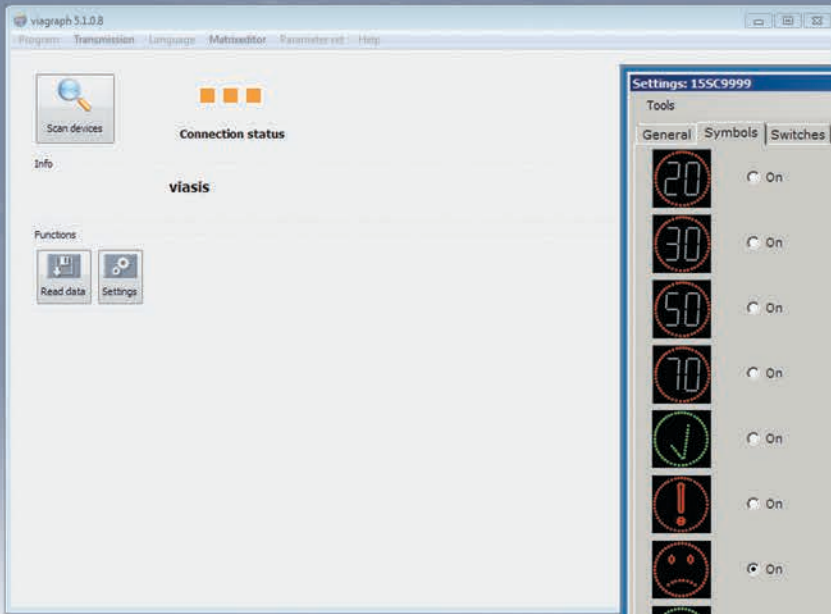 viagraph 5.1.0.8
Program Transmission Language Matrixeditor Parameter set Help
Scan devices
Connection status
Info
viasis
Functions
Read data Settings
Settings: 15SC9999
Tools
General Symbols Switches
20 On
30 On
50 On
70 On
On
! On
On